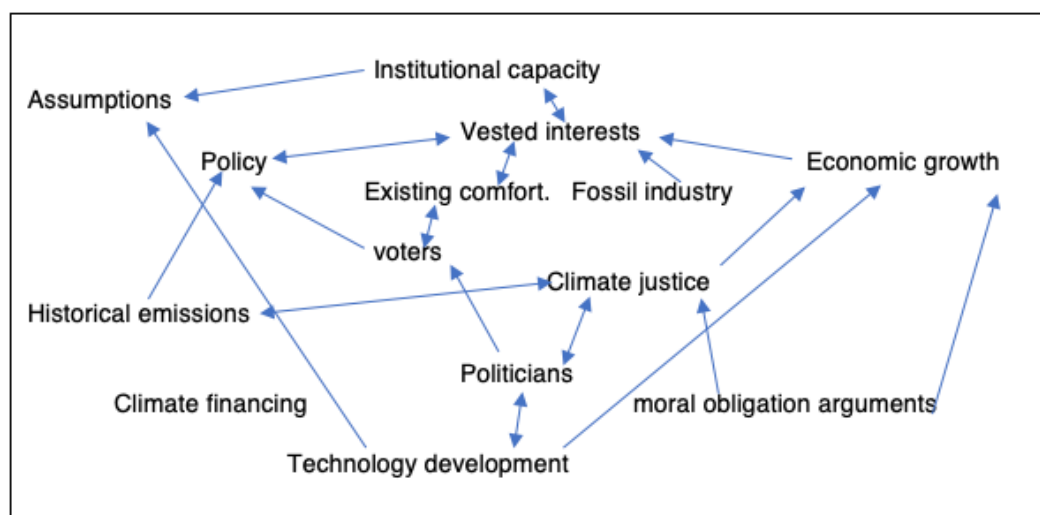 Institutional capacity
Assumptions
Vested interests
Policy
Economic growth
Existing comfort.
Fossil industry
voters
Climate justice
Historical emissions
Politicians
Climate financing
moral obligation arguments
Technology development